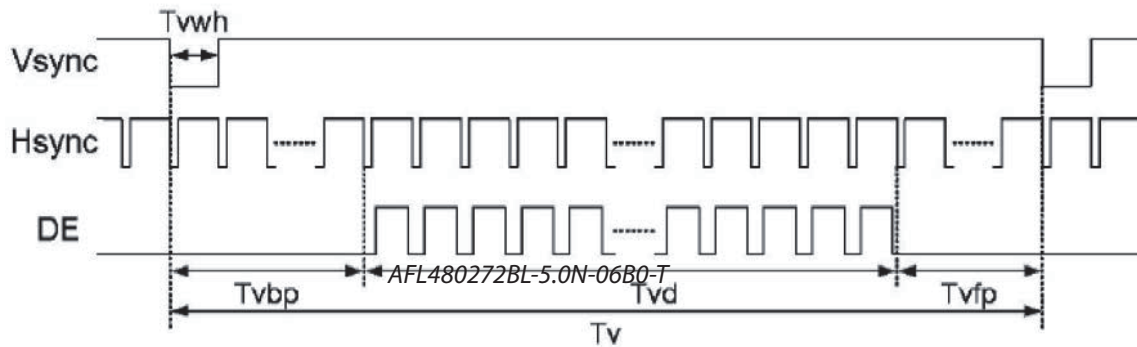 Tvwh
Vsync
Hsync
DE
AFL480272BL-5.0N-06B0-T
Tvbp
Tvd
Tvfp
Tv